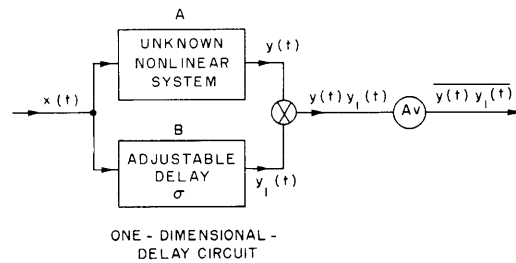 A
UNKNOWN
NONLINEAR
SYSTEM
y(t)
x(t)
y(t) y₁(t)
Av
y(t) y₁(t)
B
ADJUSTABLE
DELAY
σ
y₁(t)
ONE - DIMENSIONAL -
DELAY CIRCUIT